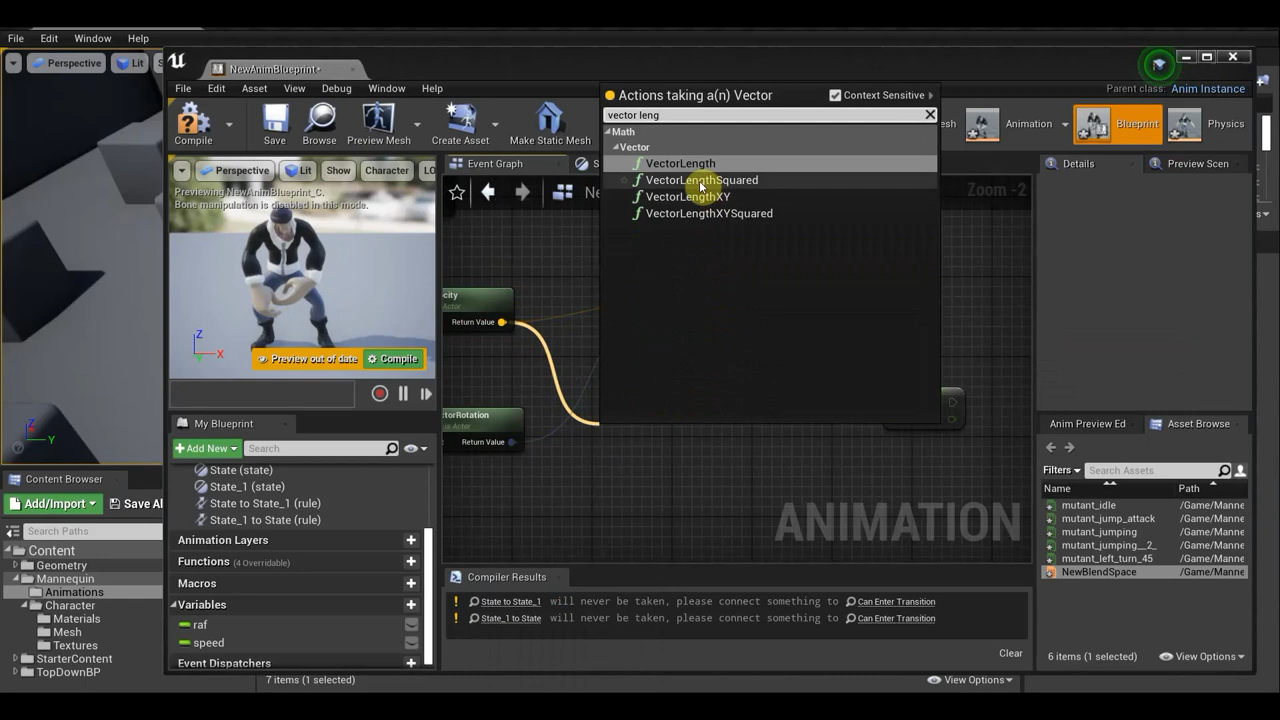 File Edit Window Help
Perspective Lit
NewAnimBlueprint*
File Edit Asset View Debug Window Help
Parent class: Anim Instance
Compile Save Browse Preview Mesh Create Asset Make Static Mesh
Animation Blueprint Physics
Actions taking a(n) Vector Context Sensitive
vector leng
Math
Vector
VectorLength
VectorLengthSquared
VectorLengthXY
VectorLengthXYSquared
Perspective Lit Show Character
Previewing NewAnimBlueprint_C.
Bone manipulation is disabled in this mode.
Z
X
Preview out of date Compile
Event Graph
Zoom -2
Return Value
Return Value
ANIMATION
Details Preview Scen
My Blueprint
Add New Search
State (state)
State_1 (state)
State to State_1 (rule)
State_1 to State (rule)
Animation Layers
Functions (4 Overridable)
Macros
Variables
raf
speed
Event Dispatchers
Compiler Results
State to State_1 will never be taken, please connect something to Can Enter Transition
State_1 to State will never be taken, please connect something to Can Enter Transition
Clear
Anim Preview Ed Asset Browse
Filters Search Assets
Name Path
mutant_idle /Game/Manne
mutant_jump_attack /Game/Manne
mutant_jumping /Game/Manne
mutant_jumping__2_ /Game/Manne
mutant_left_turn_45 /Game/Manne
NewBlendSpace /Game/Manne
6 items (1 selected) View Options
Z
Y
Content Browser
Add/Import Save Al
Search Paths
Content
Geometry
Mannequin
Animations
Character
Materials
Mesh
Textures
StarterContent
TopDownBP
7 items (1 selected) View Options